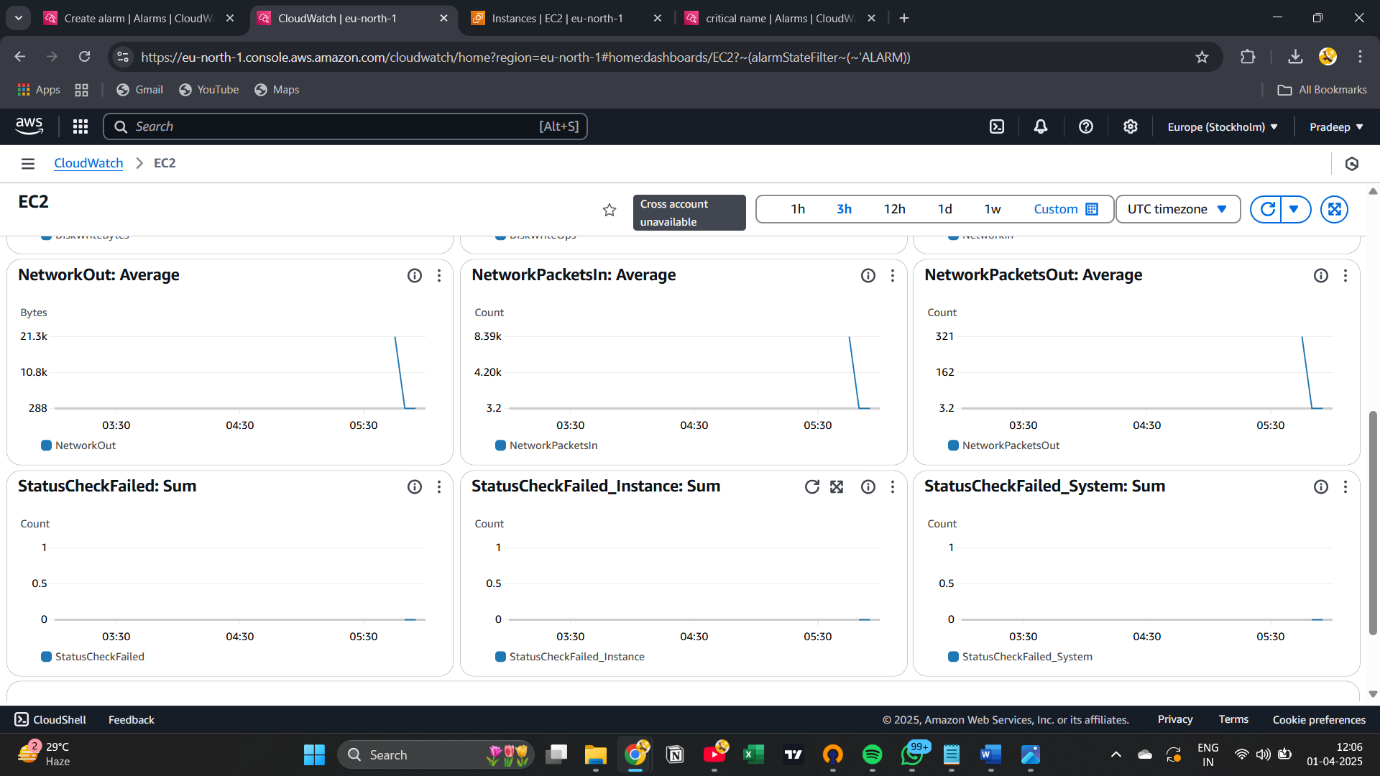 Create alarm | Alarms | CloudW
CloudWatch | eu-north-1
Instances | EC2 | eu-north-1
critical name | Alarms | CloudW
https://eu-north-1.console.aws.amazon.com/cloudwatch/home?region=eu-north-1#home:dashboards/EC2?~(alarmStateFilter~(~'ALARM))
Apps
Gmail
YouTube
Maps
All Bookmarks
aws
Search
[Alt+S]
Europe (Stockholm)
Pradeep
CloudWatch
EC2
EC2
Cross account
unavailable
1h
3h
12h
1d
1w
Custom
UTC timezone
DiskWriteBytes
DiskWriteOps
NetworkIn
NetworkOut: Average
Bytes
21.3k
10.8k
288
03:30
04:30
05:30
NetworkOut
NetworkPacketsIn: Average
Count
8.39k
4.20k
3.2
03:30
04:30
05:30
NetworkPacketsIn
NetworkPacketsOut: Average
Count
321
162
3.2
03:30
04:30
05:30
NetworkPacketsOut
StatusCheckFailed: Sum
Count
1
0.5
0
03:30
04:30
05:30
StatusCheckFailed
StatusCheckFailed_Instance: Sum
Count
1
0.5
0
03:30
04:30
05:30
StatusCheckFailed_Instance
StatusCheckFailed_System: Sum
Count
1
0.5
0
03:30
04:30
05:30
StatusCheckFailed_System
CloudShell
Feedback
© 2025, Amazon Web Services, Inc. or its affiliates.
Privacy
Terms
Cookie preferences
2
29°C
Haze
Search
99+
ENG
IN
12:06
01-04-2025